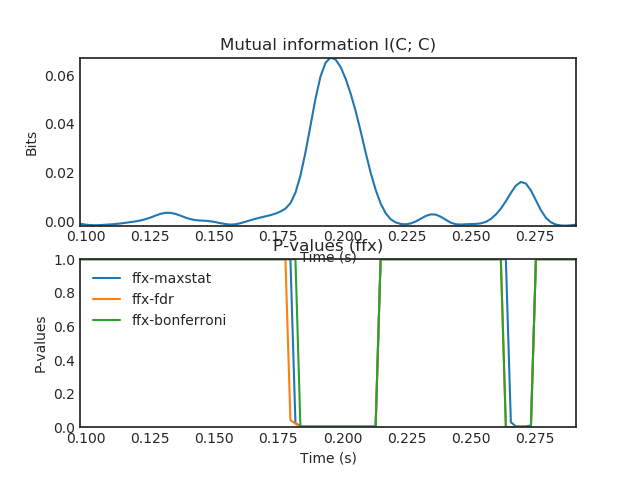 Mutual information I(C; C)
Bits
0.06
0.04
0.02
0.00
0.100 0.125 0.150 0.175 0.200 0.225 0.250 0.275
Time (s)
P-values (ffx)
P-values
1.0
0.8
0.6
0.4
0.2
0.0
ffx-maxstat
ffx-fdr
ffx-bonferroni
0.100 0.125 0.150 0.175 0.200 0.225 0.250 0.275
Time (s)